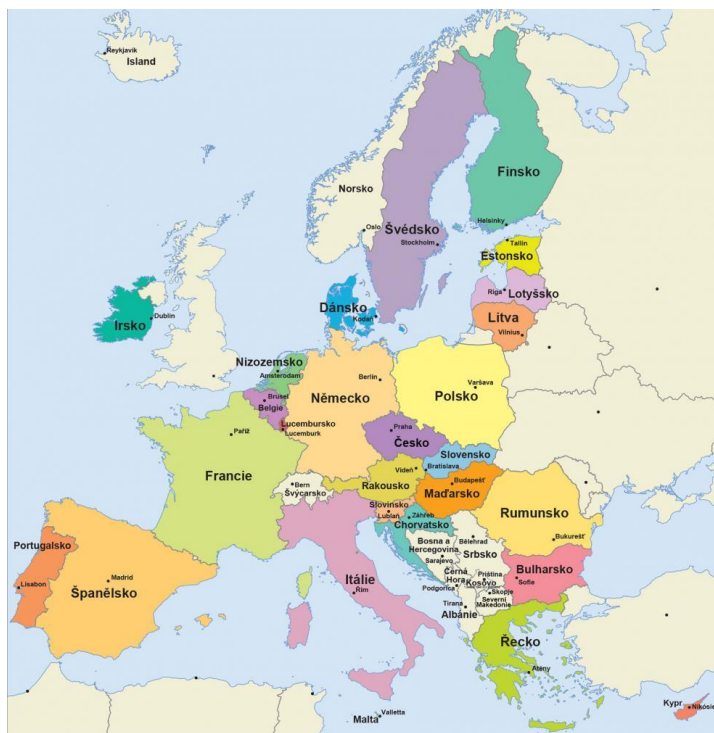 Reykjavík
Island
Finsko
Norsko
Helsinky
Oslo
Švédsko
Stockholm
Tallin
Estonsko
Riga
Lotyšsko
Dánsko
Kodaň
Litva
Vilnius
Dublin
Irsko
Nizozemsko
Amsterdam
Berlín
Varšava
Německo
Polsko
Brusel
Belgie
Lucembursko
Lucemburk
Praha
Česko
Paříž
Slovensko
Bratislava
Vídeň
Francie
Bern
Švýcarsko
Rakousko
Budapešť
Maďarsko
Slovinsko
Lublaň
Záhřeb
Chorvatsko
Rumunsko
Bukurešť
Bosna a
Hercegovina
Sarajevo
Bělehrad
Srbsko
Portugalsko
Lisabon
Madrid
Španělsko
Itálie
Řím
Černá
Hora
Podgorica
Priština
Kosovo
Bulharsko
Sofie
Skopje
Severní
Makedonie
Tirana
Albánie
Řecko
Atény
Valletta
Malta
Kypr
Nikósie